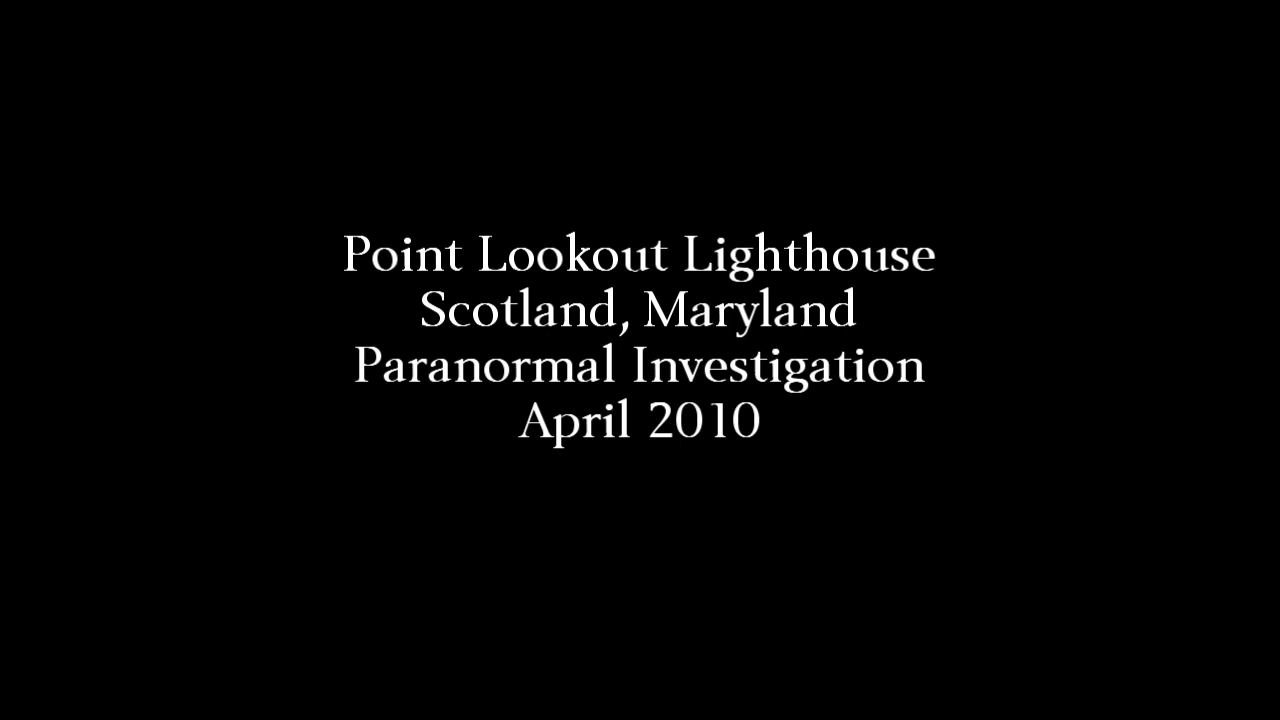 Point Lookout Lighthouse
Scotland, Maryland
Paranormal Investigation
April 2010